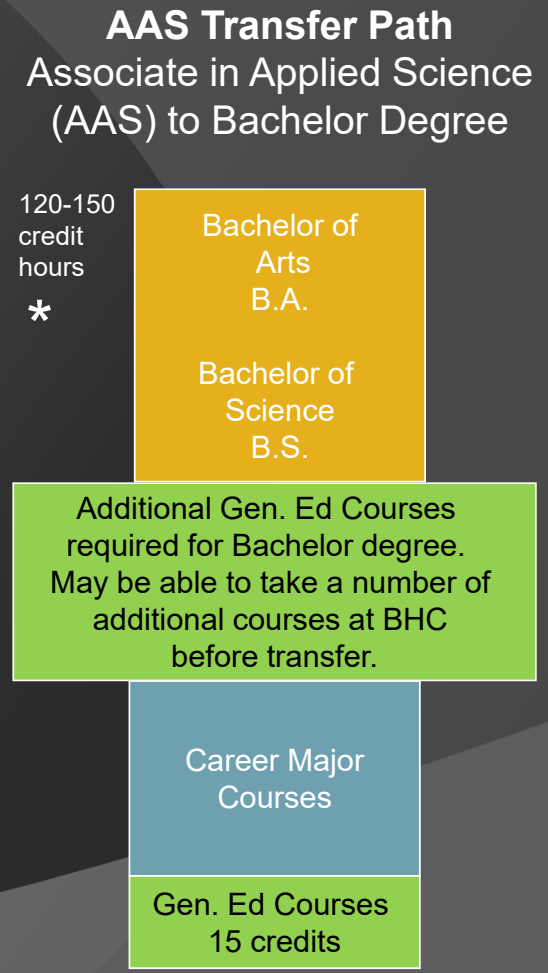 AAS Transfer Path
Associate in Applied Science
(AAS) to Bachelor Degree
120-150
credit
hours
*
Bachelor of
Arts
B.A.
Bachelor of
Science
B.S.
Additional Gen. Ed Courses
required for Bachelor degree.
May be able to take a number of
additional courses at BHC
before transfer.
Career Major
Courses
Gen. Ed Courses
15 credits